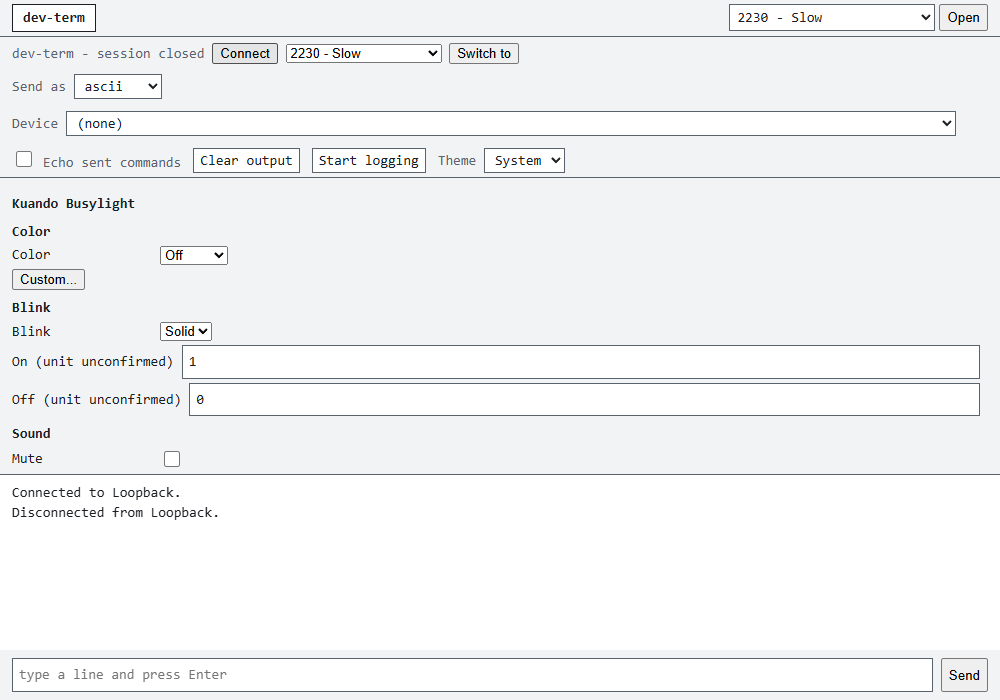 dev-term 2230 - Slow Open
dev-term - session closed Connect 2230 - Slow Switch to
Send as ascii
Device (none)
Echo sent commands Clear output Start logging Theme System
Kuando Busylight
Color
Color Off
Custom...
Blink
Blink Solid
On (unit unconfirmed) 1
Off (unit unconfirmed) 0
Sound
Mute
Connected to Loopback.
Disconnected from Loopback.
type a line and press Enter Send